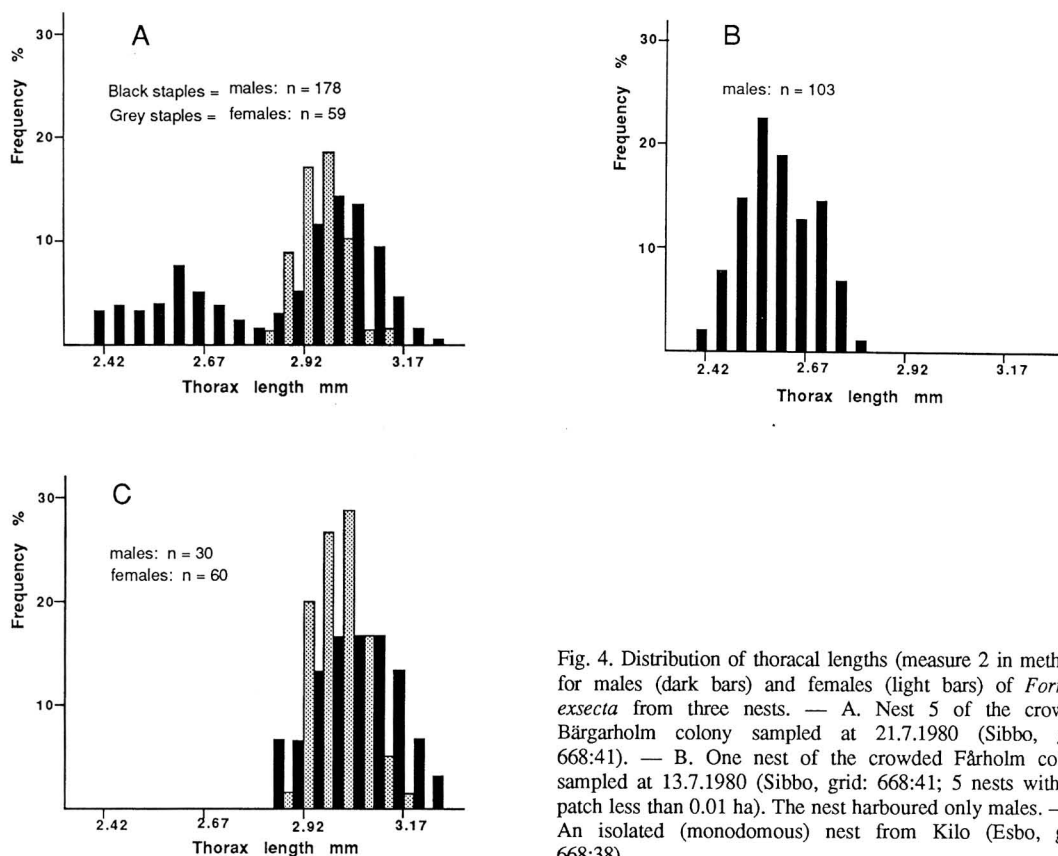 A
30
20
10
Frequency %
Black staples = males: n = 178
Grey staples = females: n = 59
2.42 2.67 2.92 3.17
Thorax length mm
B
30
20
10
Frequency %
males: n = 103
2.42 2.67 2.92 3.17
Thorax length mm
C
30
20
10
Frequency %
males: n = 30
females: n = 60
2.42 2.67 2.92 3.17
Thorax length mm
Fig. 4. Distribution of thoracal lengths (measure 2 in meth
for males (dark bars) and females (light bars) of For
exsecta from three nests. — A. Nest 5 of the crow
Bärgarholm colony sampled at 21.7.1980 (Sibbo,
668:41). — B. One nest of the crowded Fårholm col
sampled at 13.7.1980 (Sibbo, grid: 668:41; 5 nests with
patch less than 0.01 ha). The nest harboured only males. —
An isolated (monodomous) nest from Kilo (Esbo,
668:38)